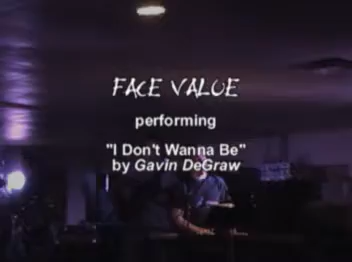 FACE VALUE
performing
"I Don't Wanna Be"
by Gavin DeGraw